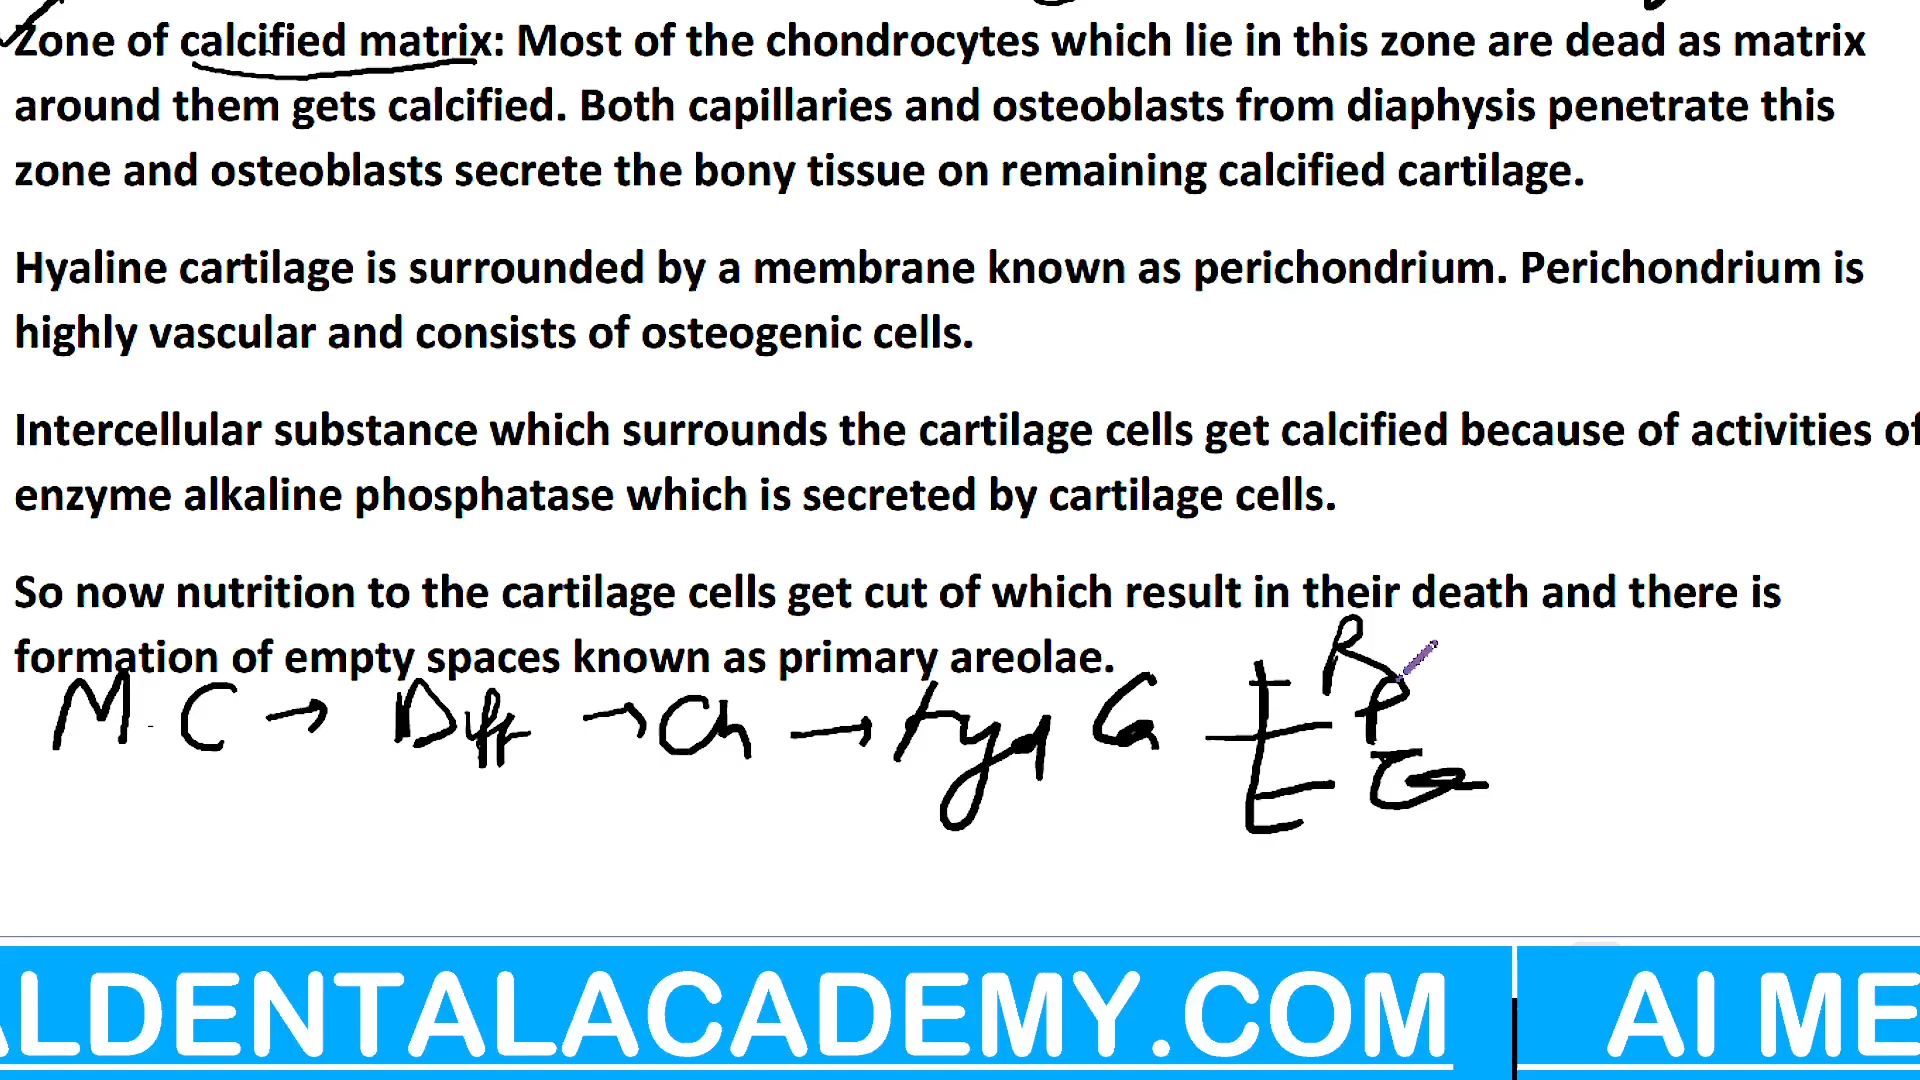 Zone of calcified matrix: Most of the chondrocytes which lie in this zone are dead as matrix
around them gets calcified. Both capillaries and osteoblasts from diaphysis penetrate this
zone and osteoblasts secrete the bony tissue on remaining calcified cartilage.
Hyaline cartilage is surrounded by a membrane known as perichondrium. Perichondrium is
highly vascular and consists of osteogenic cells.
Intercellular substance which surrounds the cartilage cells get calcified because of activities of
enzyme alkaline phosphatase which is secreted by cartilage cells.
So now nutrition to the cartilage cells get cut of which result in their death and there is
formation of empty spaces known as primary areolae.
M. C → Diff → Ch → Hya Ca
R
P
ALDENTALACADEMY.COM AI ME